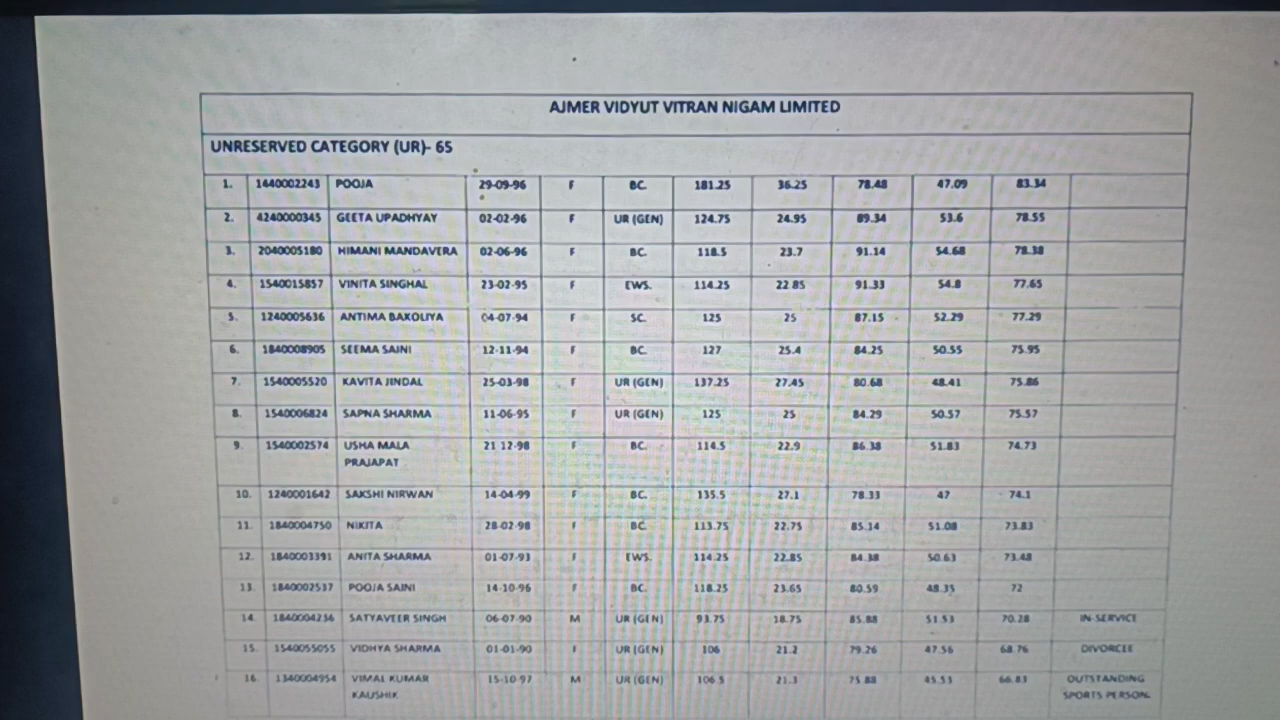 AJMER VIDYUT VITRAN NIGAM LIMITED
UNRESERVED CATEGORY (UR)- 65
1. 1440002243 POOJA 29-09-96 F BC. 181.25 36.25 78.48 47.09 83.34
2. 4240000345 GEETA UPADHYAY 02-02-96 F UR (GEN) 124.75 24.95 89.34 53.6 78.55
3. 2040005180 HIMANI MANDAVERA 02-06-96 F BC. 118.5 23.7 91.14 54.68 78.38
4. 1540015857 VINITA SINGHAL 23-02-95 F EWS. 114.25 22.85 91.33 54.8 77.65
5. 1240005636 ANTIMA BAKOLIYA 04-07-94 F SC. 125 25 87.15 52.29 77.29
6. 1840008905 SEEMA SAINI 12-11-94 F BC. 127 25.4 84.25 50.55 75.95
7. 1540005520 KAVITA JINDAL 25-03-98 F UR (GEN) 137.25 27.45 80.68 48.41 75.86
8. 1540006824 SAPNA SHARMA 11-06-95 F UR (GEN) 125 25 84.29 50.57 75.57
9. 1540002574 USHA MALA 21-12-98 F BC. 114.5 22.9 86.38 51.83 74.73
PRAJAPAT
10. 1240001642 SAKSHI NIRWAN 14-04-99 F BC. 135.5 27.1 78.33 47 74.1
11. 1840004750 NIKITA 28-02-98 F BC. 113.75 22.75 85.14 51.08 73.83
12. 1840003391 ANITA SHARMA 01-07-93 F EWS. 114.25 22.85 84.38 50.63 73.48
13. 1840002537 POOJA SAINI 14-10-96 F BC. 118.25 23.65 80.59 48.35 72
14. 1840004236 SATYAVEER SINGH 06-07-90 M UR (GEN) 93.75 18.75 85.88 51.53 70.28 IN-SERVICE
15. 1540055055 VIDHYA SHARMA 01-01-90 F UR (GEN) 106 21.2 79.26 47.56 68.76 DIVORCEE
16. 1340004954 VIMAL KUMAR 15-10-97 M UR (GEN) 106.5 21.3 75.88 45.53 66.83 OUTSTANDING
KAUSHIK SPORTS PERSON.